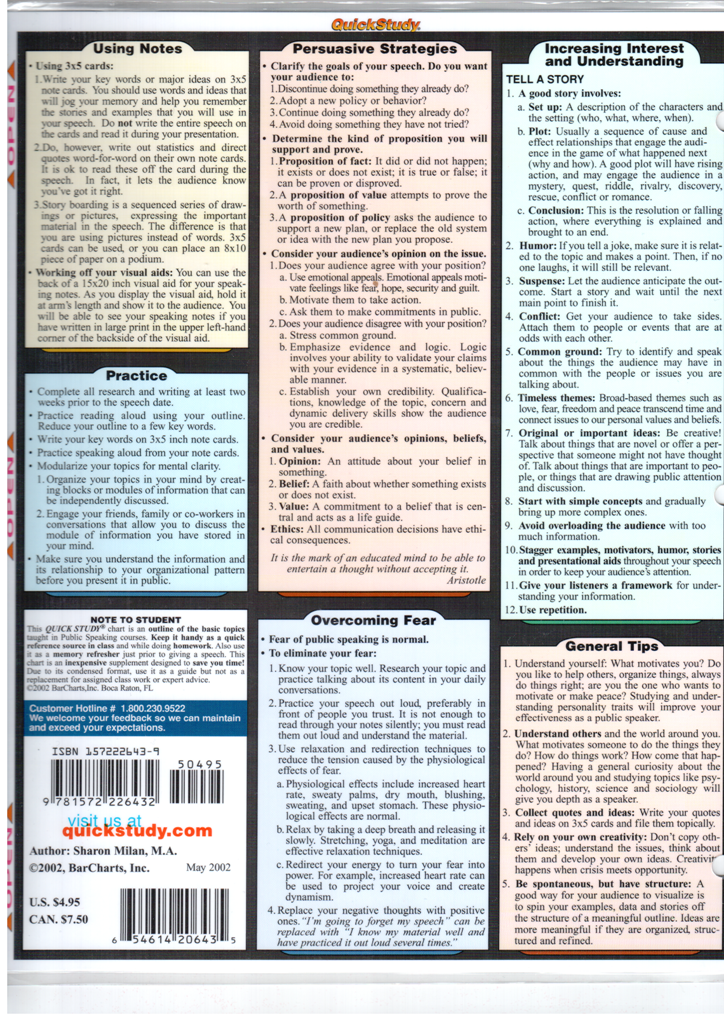 QuickStudy.
Using Notes
• Using 3x5 cards:
1.Write your key words or major ideas on 3x5
note cards. You should use words and ideas that
will jog your memory and help you remember
the stories and examples that you will use in
your speech. Do not write the entire speech on
the cards and read it during your presentation.
2.Do, however, write out statistics and direct
quotes word-for-word on their own note cards.
It is ok to read these off the card during the
speech. In fact, it lets the audience know
you've got it right.
3.Story boarding is a sequenced series of draw-
ings or pictures, expressing the important
material in the speech. The difference is that
you are using pictures instead of words. 3x5
cards can be used, or you can place an 8x10
piece of paper on a podium.
• Working off your visual aids: You can use the
back of a 15x20 inch visual aid for your speak-
ing notes. As you display the visual aid, hold it
at arm's length and show it to the audience. You
will be able to see your speaking notes if you
have written in large print in the upper left-hand
corner of the backside of the visual aid.
Practice
• Complete all research and writing at least two
weeks prior to the speech date.
• Practice reading aloud using your outline.
Reduce your outline to a few key words.
• Write your key words on 3x5 inch note cards.
• Practice speaking aloud from your note cards.
• Modularize your topics for mental clarity.
1. Organize your topics in your mind by creat-
ing blocks or modules of information that can
be independently discussed.
2. Engage your friends, family or co-workers in
conversations that allow you to discuss the
module of information you have stored in
your mind.
• Make sure you understand the information and
its relationship to your organizational pattern
before you present it in public.
NOTE TO STUDENT
This QUICK STUDY® chart is an outline of the basic topics
taught in Public Speaking courses. Keep it handy as a quick
reference source in class and while doing homework. Also use
it as a memory refresher just prior to giving a speech. This
chart is an inexpensive supplement designed to save you time!
Due to its condensed format, use it as a guide but not as a
replacement for assigned class work or expert advice.
©2002 BarCharts,Inc. Boca Raton, FL
Customer Hotline # 1.800.230.9522
We welcome your feedback so we can maintain
and exceed your expectations.
ISBN 157222643-9
50495
9 781572 226432
visit us at
quickstudy.com
Author: Sharon Milan, M.A.
©2002, BarCharts, Inc. May 2002
U.S. $4.95
CAN. $7.50
6 54614 20643 5
Persuasive Strategies
• Clarify the goals of your speech. Do you want
your audience to:
1.Discontinue doing something they already do?
2.Adopt a new policy or behavior?
3.Continue doing something they already do?
4.Avoid doing something they have not tried?
• Determine the kind of proposition you will
support and prove.
1.Proposition of fact: It did or did not happen;
it exists or does not exist; it is true or false; it
can be proven or disproved.
2.A proposition of value attempts to prove the
worth of something.
3.A proposition of policy asks the audience to
support a new plan, or replace the old system
or idea with the new plan you propose.
• Consider your audience's opinion on the issue.
1.Does your audience agree with your position?
a. Use emotional appeals. Emotional appeals moti-
vate feelings like fear, hope, security and guilt.
b. Motivate them to take action.
c. Ask them to make commitments in public.
2.Does your audience disagree with your position?
a. Stress common ground.
b. Emphasize evidence and logic. Logic
involves your ability to validate your claims
with your evidence in a systematic, believ-
able manner.
c. Establish your own credibility. Qualifica-
tions, knowledge of the topic, concern and
dynamic delivery skills show the audience
you are credible.
• Consider your audience's opinions, beliefs,
and values.
1. Opinion: An attitude about your belief in
something.
2. Belief: A faith about whether something exists
or does not exist.
3. Value: A commitment to a belief that is cen-
tral and acts as a life guide.
• Ethics: All communication decisions have ethi-
cal consequences.
It is the mark of an educated mind to be able to
entertain a thought without accepting it.
Aristotle
Overcoming Fear
• Fear of public speaking is normal.
• To eliminate your fear:
1. Know your topic well. Research your topic and
practice talking about its content in your daily
conversations.
2. Practice your speech out loud, preferably in
front of people you trust. It is not enough to
read through your notes silently; you must read
them out loud and understand the material.
3. Use relaxation and redirection techniques to
reduce the tension caused by the physiological
effects of fear.
a. Physiological effects include increased heart
rate, sweaty palms, dry mouth, blushing,
sweating, and upset stomach. These physio-
logical effects are normal.
b. Relax by taking a deep breath and releasing it
slowly. Stretching, yoga, and meditation are
effective relaxation techniques.
c. Redirect your energy to turn your fear into
power. For example, increased heart rate can
be used to project your voice and create
dynamism.
4. Replace your negative thoughts with positive
ones. "I'm going to forget my speech" can be
replaced with "I know my material well and
have practiced it out loud several times."
Increasing Interest
and Understanding
TELL A STORY
1. A good story involves:
a. Set up: A description of the characters and
the setting (who, what, where, when).
b. Plot: Usually a sequence of cause and
effect relationships that engage the audi-
ence in the game of what happened next
(why and how). A good plot will have rising
action, and may engage the audience in a
mystery, quest, riddle, rivalry, discovery,
rescue, conflict or romance.
c. Conclusion: This is the resolution or falling
action, where everything is explained and
brought to an end.
2. Humor: If you tell a joke, make sure it is relat-
ed to the topic and makes a point. Then, if no
one laughs, it will still be relevant.
3. Suspense: Let the audience anticipate the out-
come. Start a story and wait until the next
main point to finish it.
4. Conflict: Get your audience to take sides.
Attach them to people or events that are at
odds with each other.
5. Common ground: Try to identify and speak
about the things the audience may have in
common with the people or issues you are
talking about.
6. Timeless themes: Broad-based themes such as
love, fear, freedom and peace transcend time and
connect issues to our personal values and beliefs.
7. Original or important ideas: Be creative!
Talk about things that are novel or offer a per-
spective that someone might not have thought
of. Talk about things that are important to peo-
ple, or things that are drawing public attention
and discussion.
8. Start with simple concepts and gradually
bring up more complex ones.
9. Avoid overloading the audience with too
much information.
10.Stagger examples, motivators, humor, stories
and presentational aids throughout your speech
in order to keep your audience's attention.
11.Give your listeners a framework for under-
standing your information.
12.Use repetition.
General Tips
1. Understand yourself: What motivates you? Do
you like to help others, organize things, always
do things right; are you the one who wants to
motivate or make peace? Studying and under-
standing personality traits will improve your
effectiveness as a public speaker.
2. Understand others and the world around you.
What motivates someone to do the things they
do? How do things work? How come that hap-
pened? Having a general curiosity about the
world around you and studying topics like psy-
chology, history, science and sociology will
give you depth as a speaker.
3. Collect quotes and ideas: Write your quotes
and ideas on 3x5 cards and file them topically.
4. Rely on your own creativity: Don't copy oth-
ers' ideas; understand the issues, think about
them and develop your own ideas.
happens when crisis meets opportunity.
5. Be spontaneous, but have structure: A
good way for your audience to visualize is
to spin your examples, data and stories off
the structure of a meaningful outline. Ideas are
more meaningful if they are organized, struc-
tured and refined.
OPEN
OPEN
OPEN